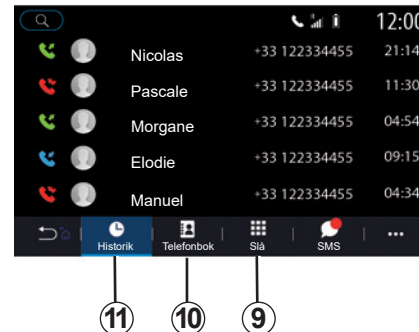 12:00
Nicolas +33 122334455 21:14
Pascale +33 122334455 11:30
Morgane +33 122334455 04:54
Elodie +33 122334455 09:15
Manuel +33 122334455 04:34
Historik Telefonbok Slå SMS
11 10 9